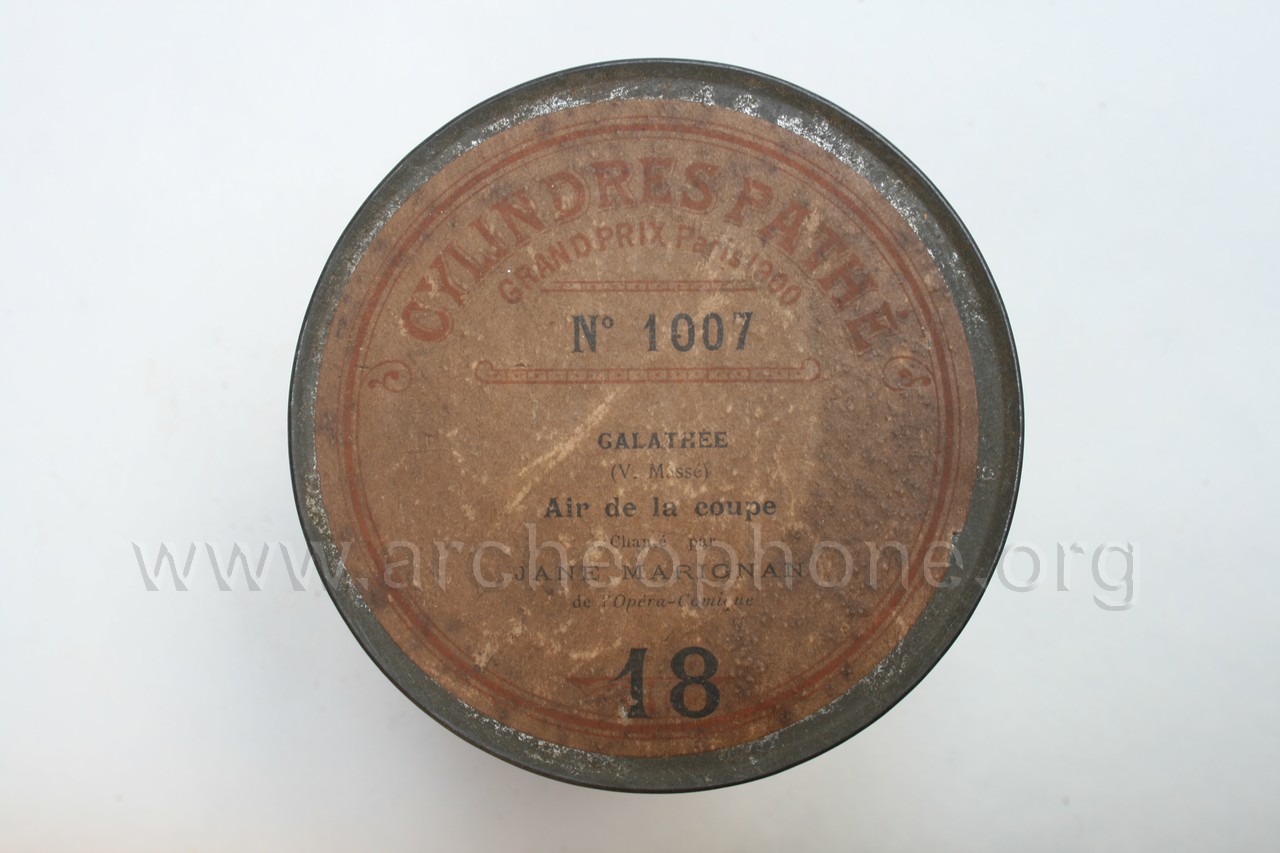 CYLINDRES PATHÉ
GRAND PRIX, Paris 1900
Nº 1007
GALATHÉE
(V. Massé)
Air de la coupe
Chanté par
JANE MARIGNAN
de l'Opéra-Comique
18
www.archeophone.org